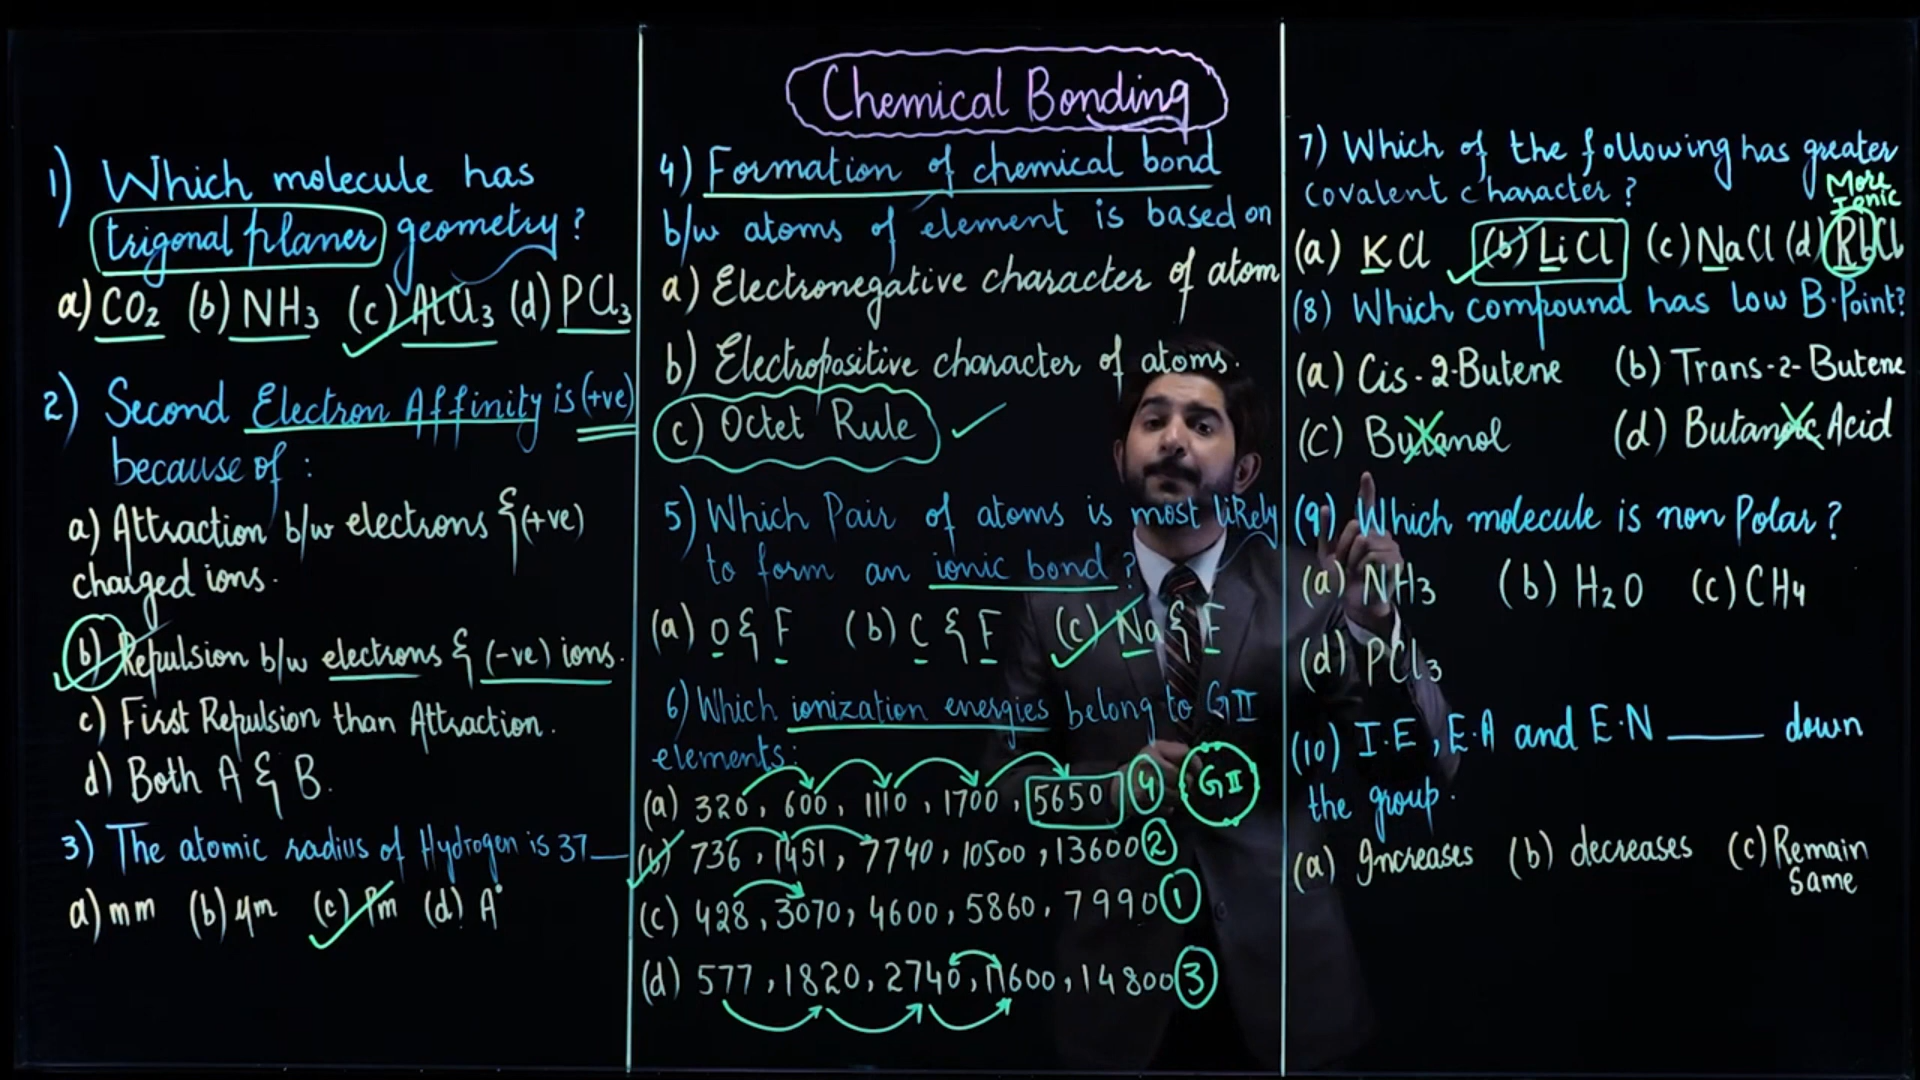 Chemical Bonding
1) Which molecule has
trigonal planer geometry?
a) CO2 (b) NH3 (c) AlCl3 (d) PCl3
2) Second Electron Affinity is (+ve)
because of :
a) Attraction b/w electrons & (+ve)
charged ions.
b) Repulsion b/w electrons & (-ve) ions.
c) First Repulsion than Attraction.
d) Both A & B.
3) The atomic radius of Hydrogen is 37__
a) mm (b) μm (c) Pm (d) A°
4) Formation of chemical bond
b/w atoms of element is based on
a) Electronegative character of atom
b) Electropositive character of atoms.
c) Octet Rule
5) Which Pair of atoms is most likely
to form an ionic bond?
(a) O & F (b) C & F (c) Na & F
6) Which ionization energies belong to G II
elements:
(a) 320, 600, 1110, 1700, 5650 4 G II
(b) 736, 1451, 7740, 10500, 13600 2
(c) 428, 3070, 4600, 5860, 7990 1
(d) 577, 1820, 2740, 11600, 14800 3
7) Which of the following has greater
covalent character?
More
Ionic
(a) KCl (b) LiCl (c) NaCl (d) RbCl
(8) Which compound has low B.Point?
(a) Cis-2-Butene (b) Trans-2-Butene
(C) Butanol (d) Butanoic Acid
(9) Which molecule is non Polar?
(a) NH3 (b) H2O (c) CH4
(d) PCl3
(10) I.E, E.A and E.N ____ down
the group.
(a) Increases (b) decreases (c) Remain
Same